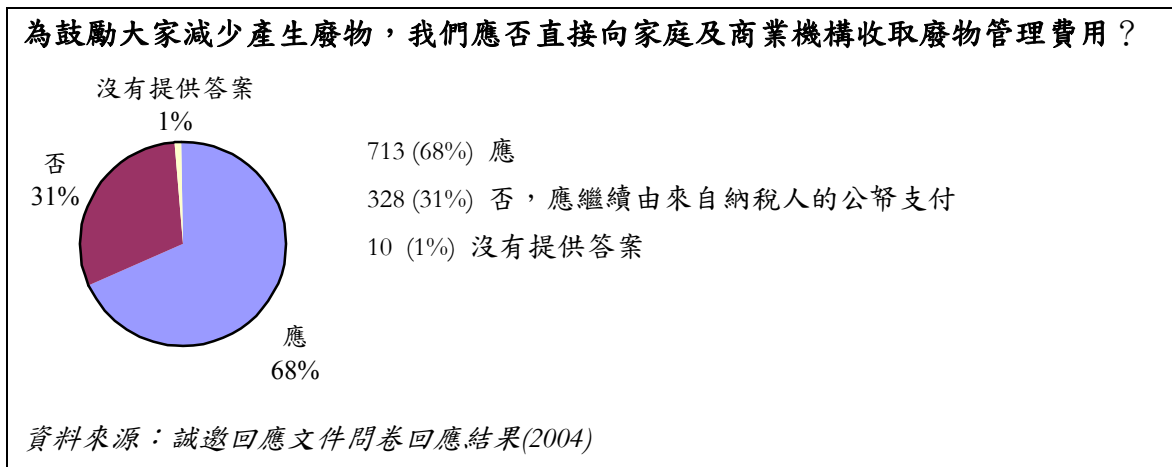 為鼓勵大家減少產生廢物，我們應否直接向家庭及商業機構收取廢物管理費用？
沒有提供答案
1%
否
31%
應
68%
713 (68%) 應
328 (31%) 否，應繼續由來自納稅人的公帑支付
10 (1%) 沒有提供答案
資料來源：誠邀回應文件問卷回應結果(2004)